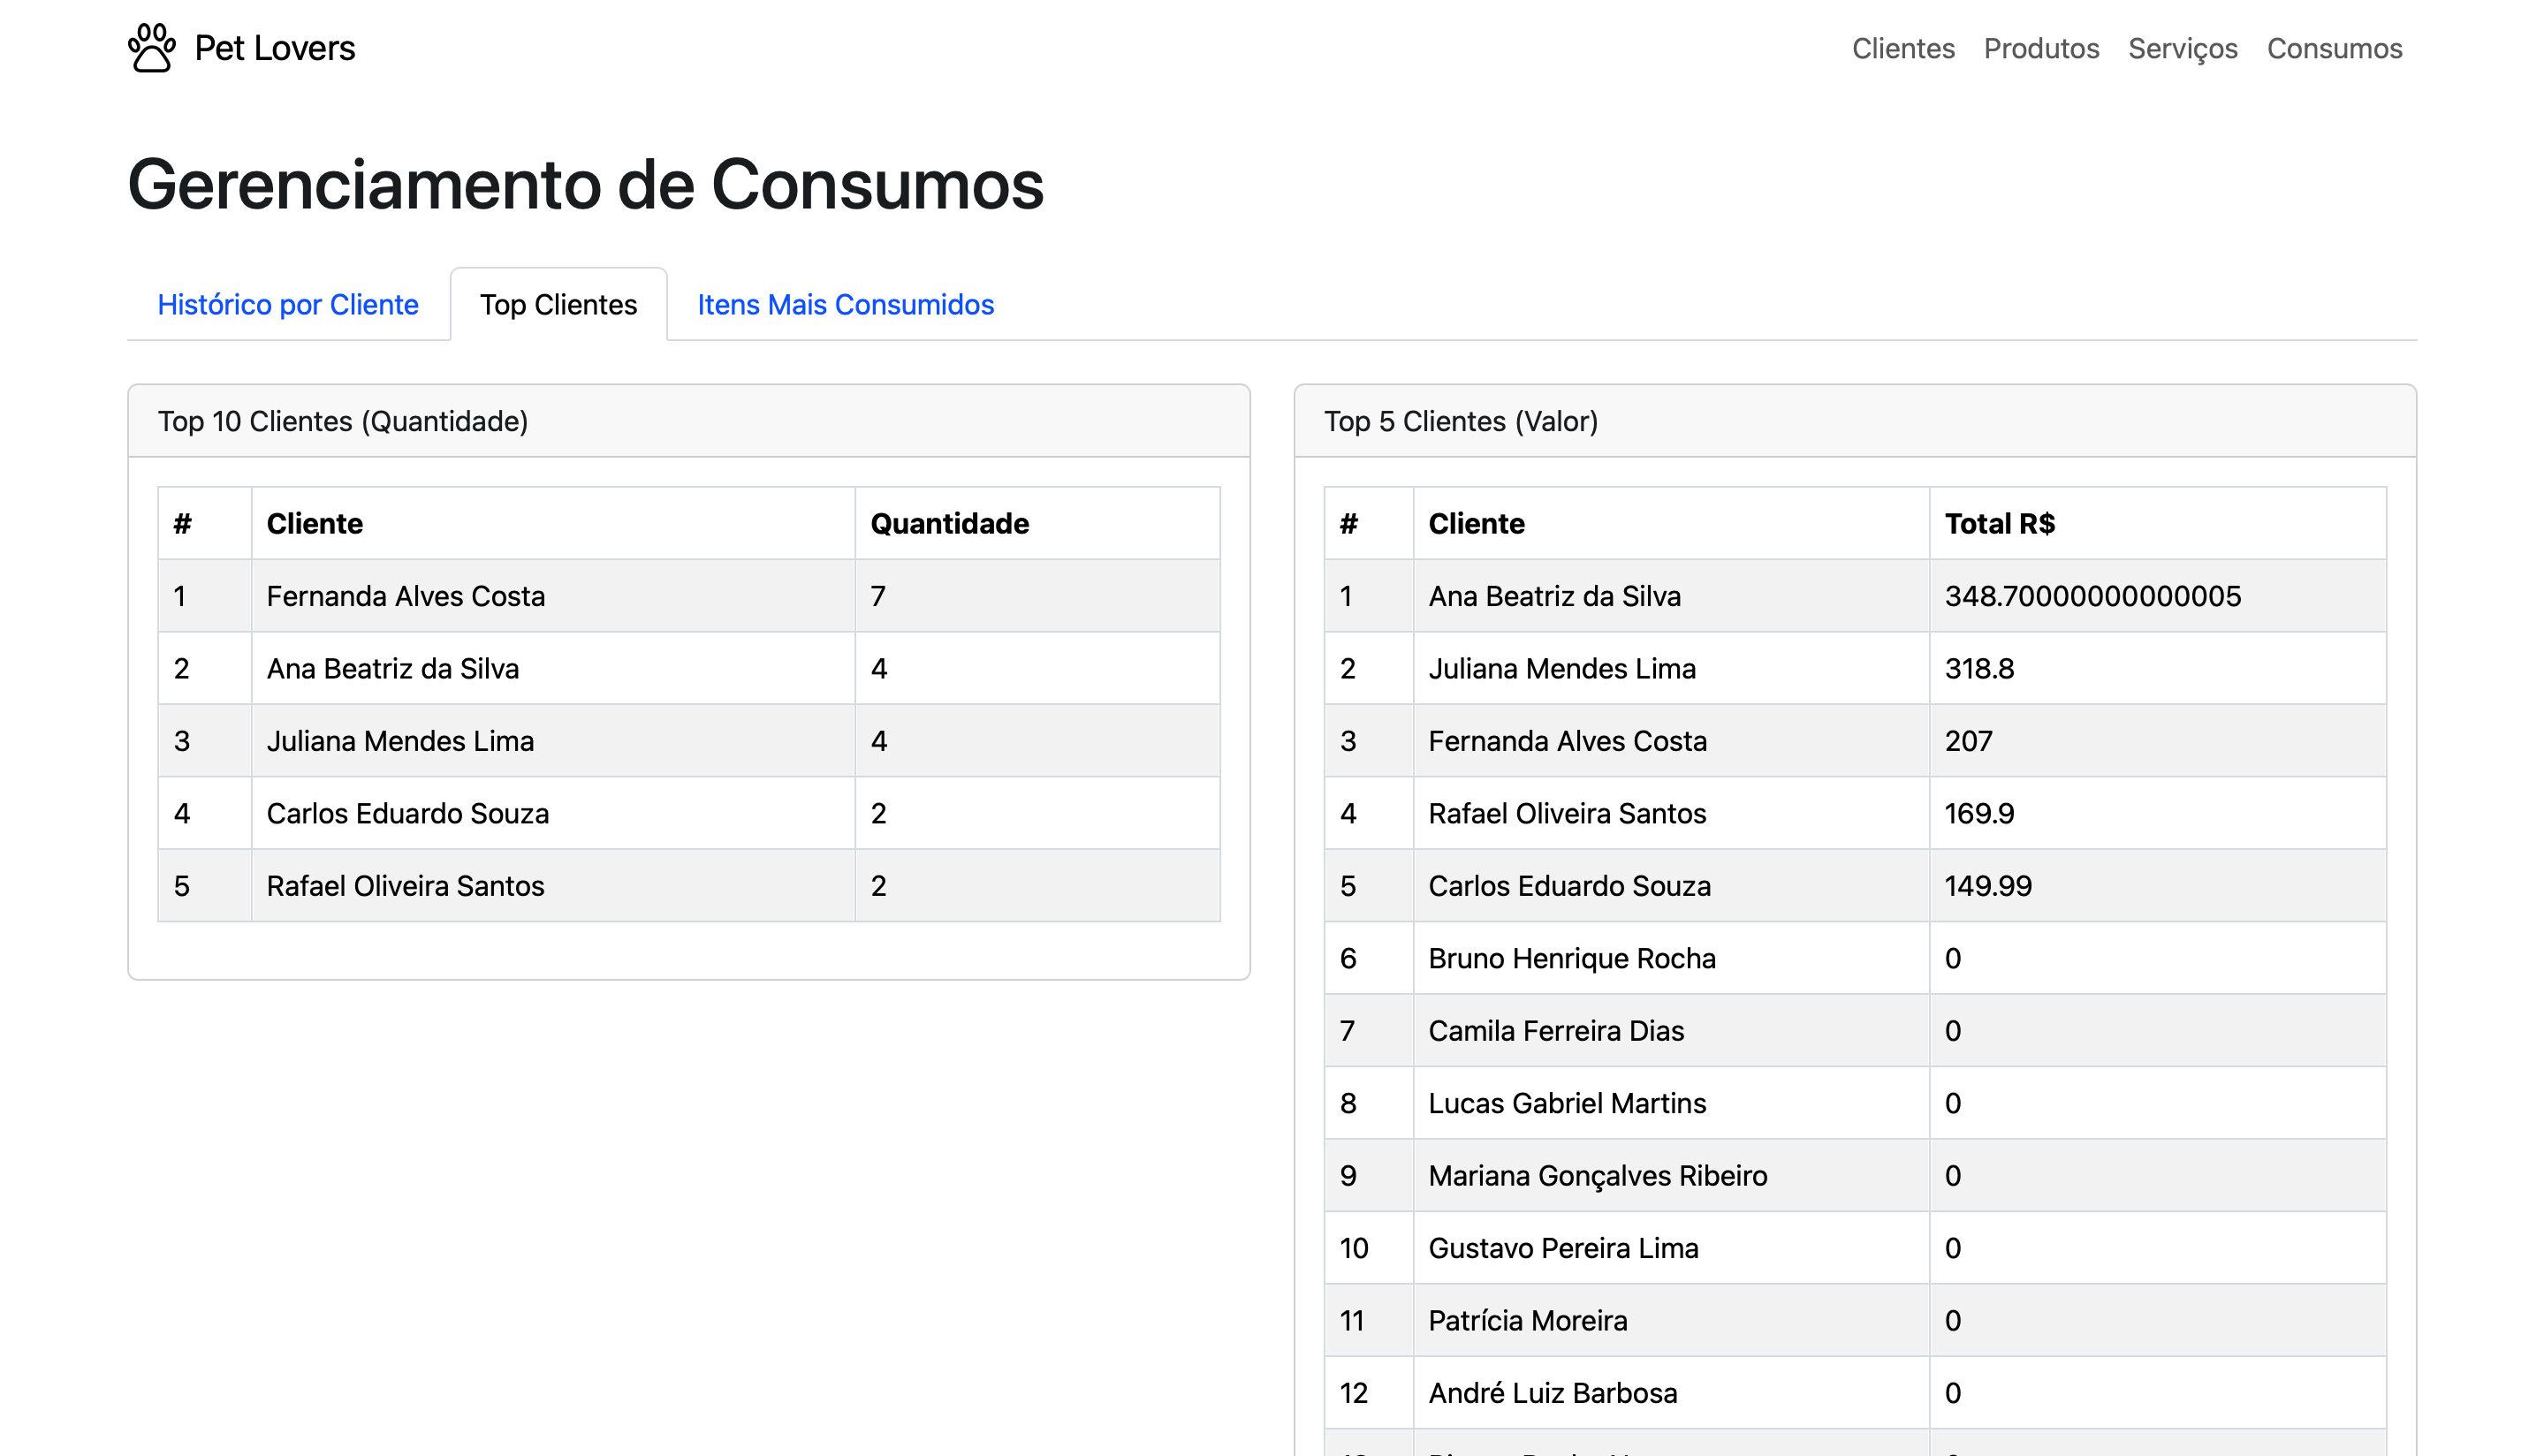 Pet Lovers
Clientes Produtos Serviços Consumos
Gerenciamento de Consumos
Histórico por Cliente Top Clientes Itens Mais Consumidos
Top 10 Clientes (Quantidade)
# Cliente Quantidade
1 Fernanda Alves Costa 7
2 Ana Beatriz da Silva 4
3 Juliana Mendes Lima 4
4 Carlos Eduardo Souza 2
5 Rafael Oliveira Santos 2
Top 5 Clientes (Valor)
# Cliente Total R$
1 Ana Beatriz da Silva 348.70000000000005
2 Juliana Mendes Lima 318.8
3 Fernanda Alves Costa 207
4 Rafael Oliveira Santos 169.9
5 Carlos Eduardo Souza 149.99
6 Bruno Henrique Rocha 0
7 Camila Ferreira Dias 0
8 Lucas Gabriel Martins 0
9 Mariana Gonçalves Ribeiro 0
10 Gustavo Pereira Lima 0
11 Patrícia Moreira 0
12 André Luiz Barbosa 0